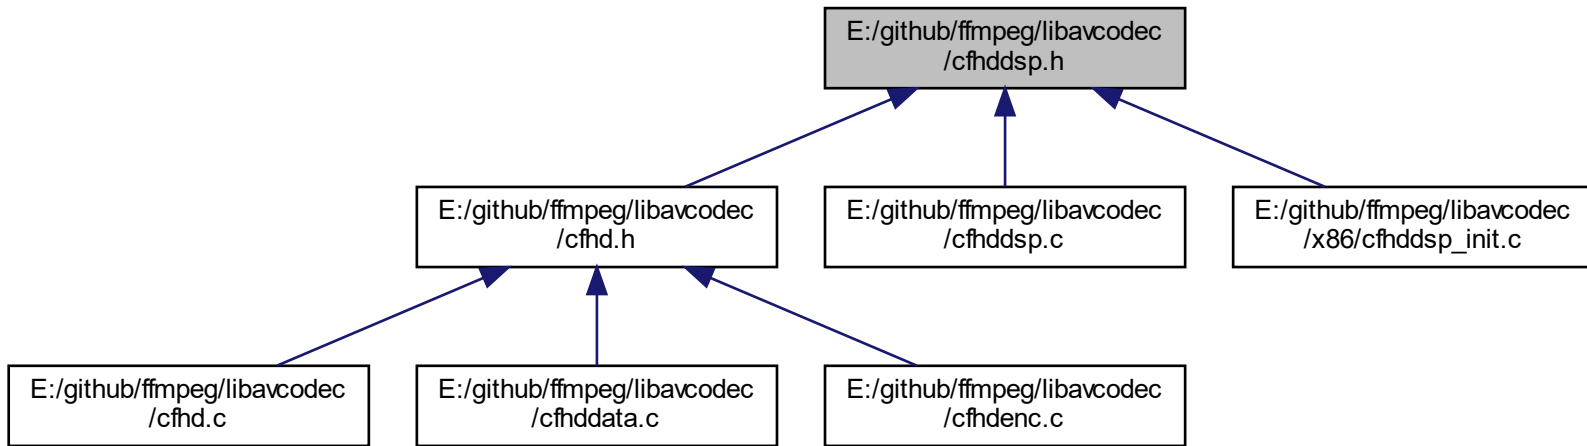 E:/github/ffmpeg/libavcodec
/cfhddsp.h
E:/github/ffmpeg/libavcodec
/cfhd.h
E:/github/ffmpeg/libavcodec
/cfhddsp.c
E:/github/ffmpeg/libavcodec
/x86/cfhddsp_init.c
E:/github/ffmpeg/libavcodec
/cfhd.c
E:/github/ffmpeg/libavcodec
/cfhddata.c
E:/github/ffmpeg/libavcodec
/cfhdenc.c